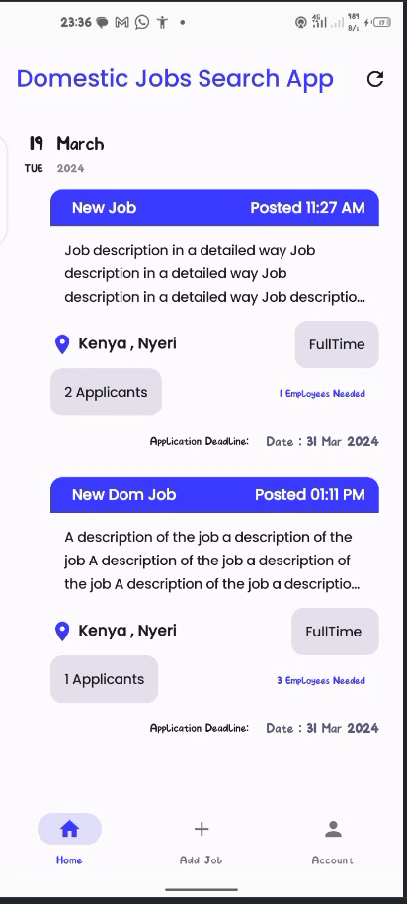 23:36
4G 989 B/s 17
Domestic Jobs Search App
19 March
TUE 2024
New Job Posted 11:27 AM
Job description in a detailed way Job
description in a detailed way Job
description in a detailed way Job descriptio...
Kenya , Nyeri FullTime
2 Applicants 1 Employees Needed
Application Deadline: Date : 31 Mar 2024
New Dom Job Posted 01:11 PM
A description of the job a description of the
job A description of the job a description of
the job A description of the job a descriptio...
Kenya , Nyeri FullTime
1 Applicants 3 Employees Needed
Application Deadline: Date : 31 Mar 2024
Home Add Job Account